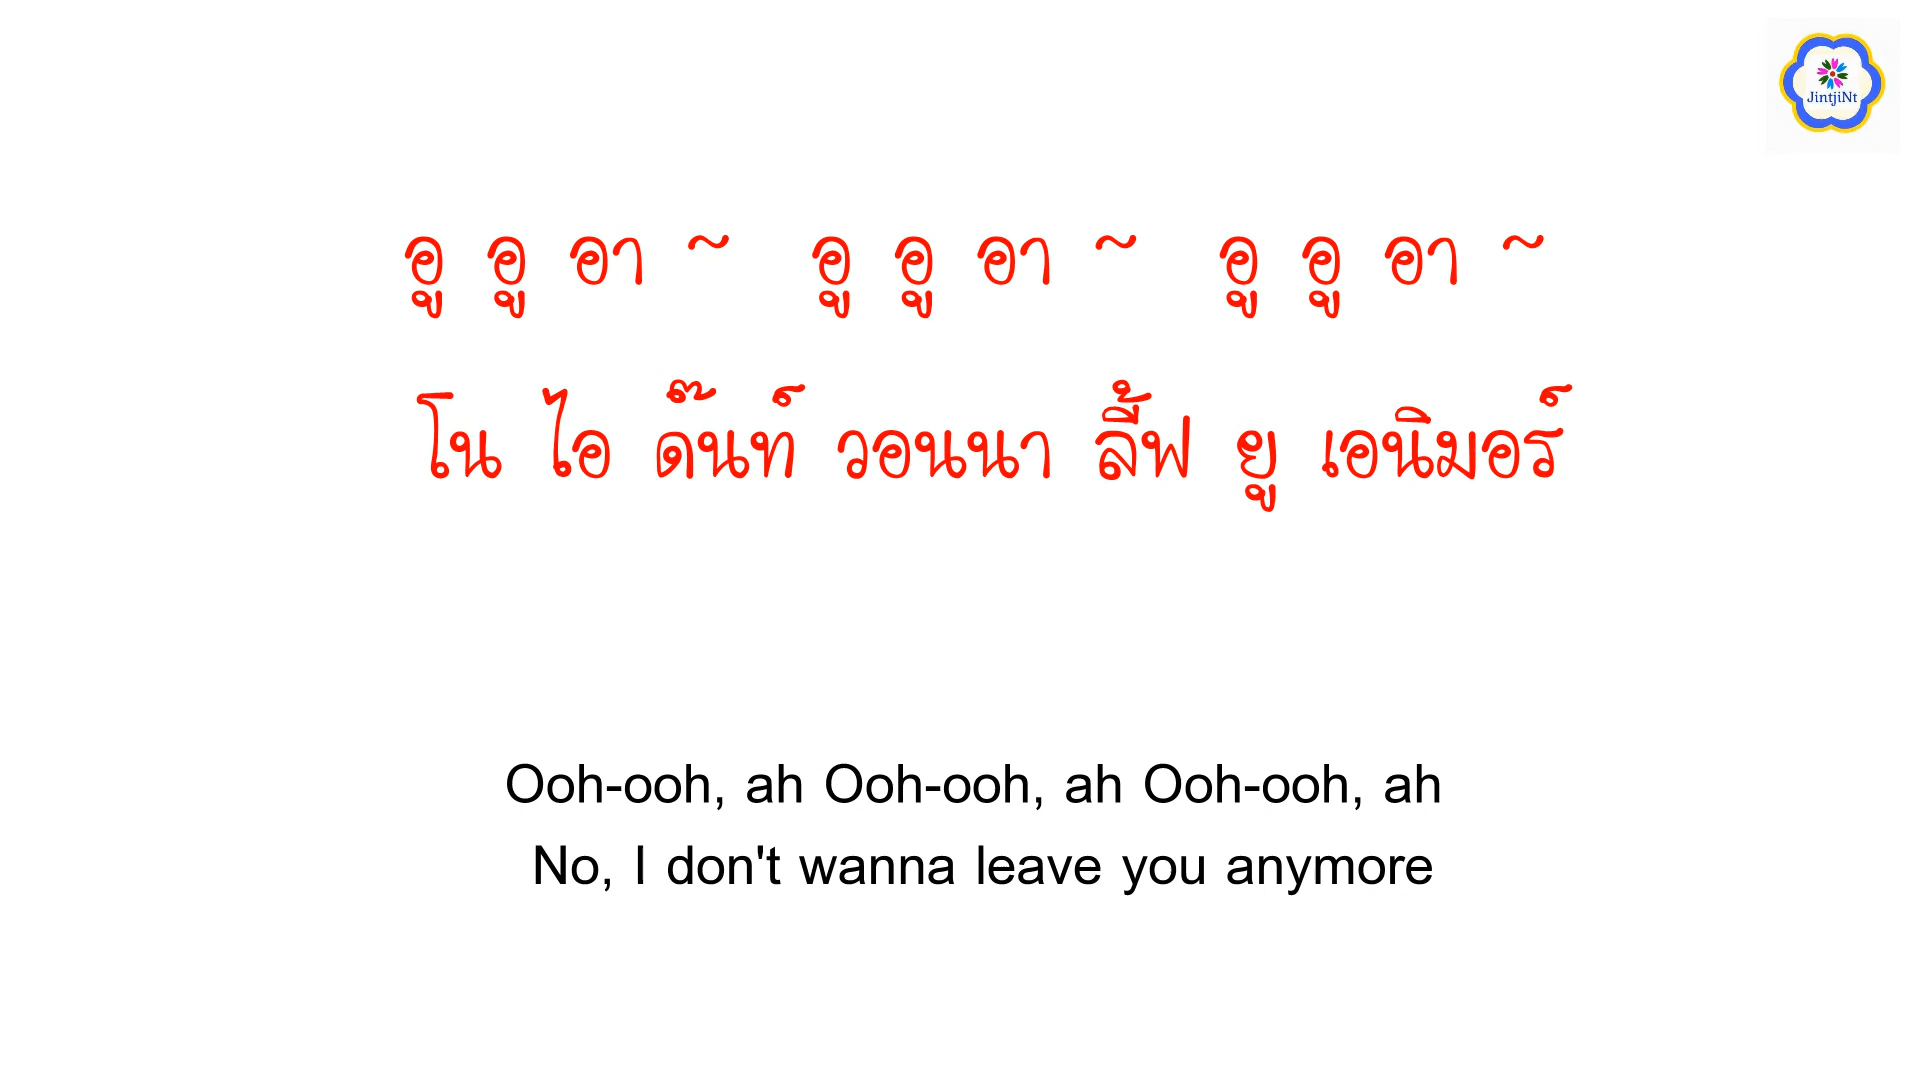 JintjiNt
อู อู อา ~ อู อู อา ~ อู อู อา ~
โน ไอ ด๊นท์ วอนนา ลี้ฟ ยู เอนิมอร์
Ooh-ooh, ah Ooh-ooh, ah Ooh-ooh, ah
No, I don't wanna leave you anymore